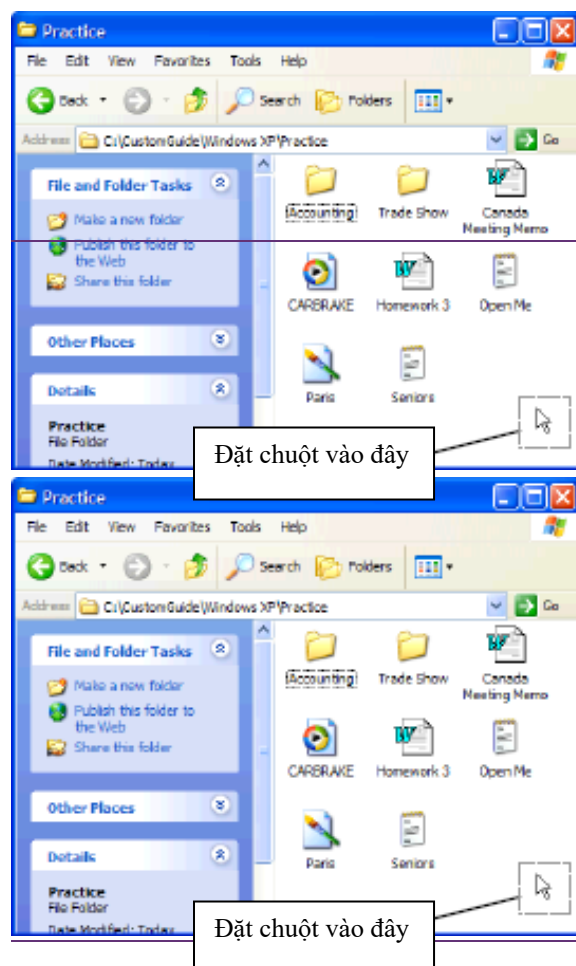 Practice
File Edit View Favorites Tools Help
Back Search Folders
Address C:\CustomGuide\Windows XP\Practice Go
File and Folder Tasks
Make a new folder
Publish this folder to
the Web
Share this folder
Other Places
Details
Practice
File Folder
Date Modified: Today
Accounting Trade Show Canada
Meeting Memo
CARBRAKE Homework 3 Open Me
Paris Seniors
Đặt chuột vào đây
Practice
File Edit View Favorites Tools Help
Back Search Folders
Address C:\CustomGuide\Windows XP\Practice Go
File and Folder Tasks
Make a new folder
Publish this folder to
the Web
Share this folder
Other Places
Details
Practice
File Folder
Date Modified: Today
Accounting Trade Show Canada
Meeting Memo
CARBRAKE Homework 3 Open Me
Paris Seniors
Đặt chuột vào đây